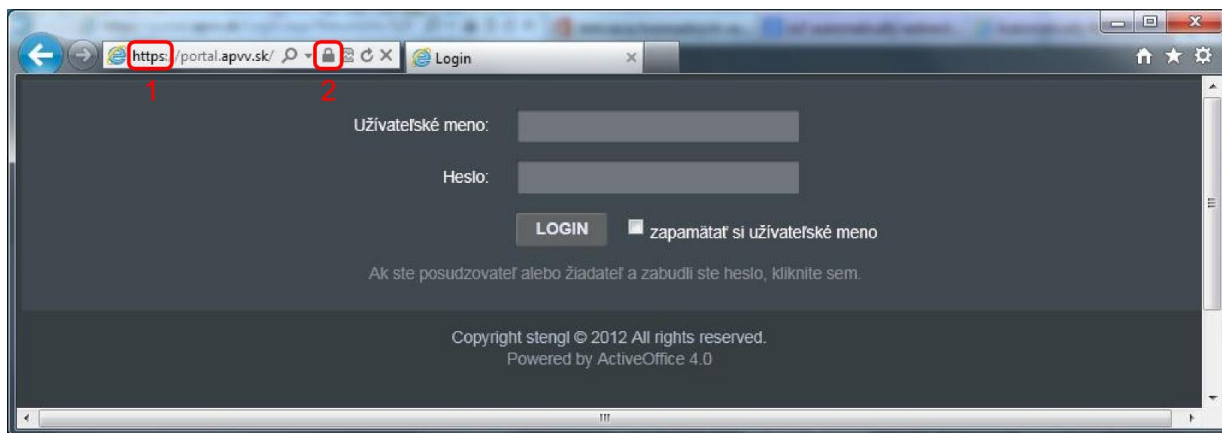 https://portal.apvv.sk/
Login
1
2
Užívateľské meno:
Heslo:
LOGIN
zapamätať si užívateľské meno
Ak ste posudzovateľ alebo žiadateľ a zabudli ste heslo, kliknite sem.
Copyright stengl © 2012 All rights reserved.
Powered by ActiveOffice 4.0